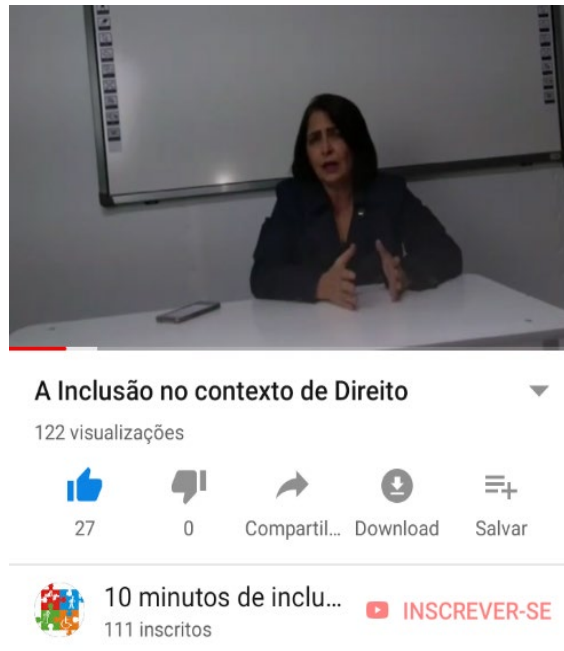 A Inclusão no contexto de Direito
122 visualizações
27
0
Compartil...
Download
Salvar
10 minutos de inclu...
INSCREVER-SE
111 inscritos